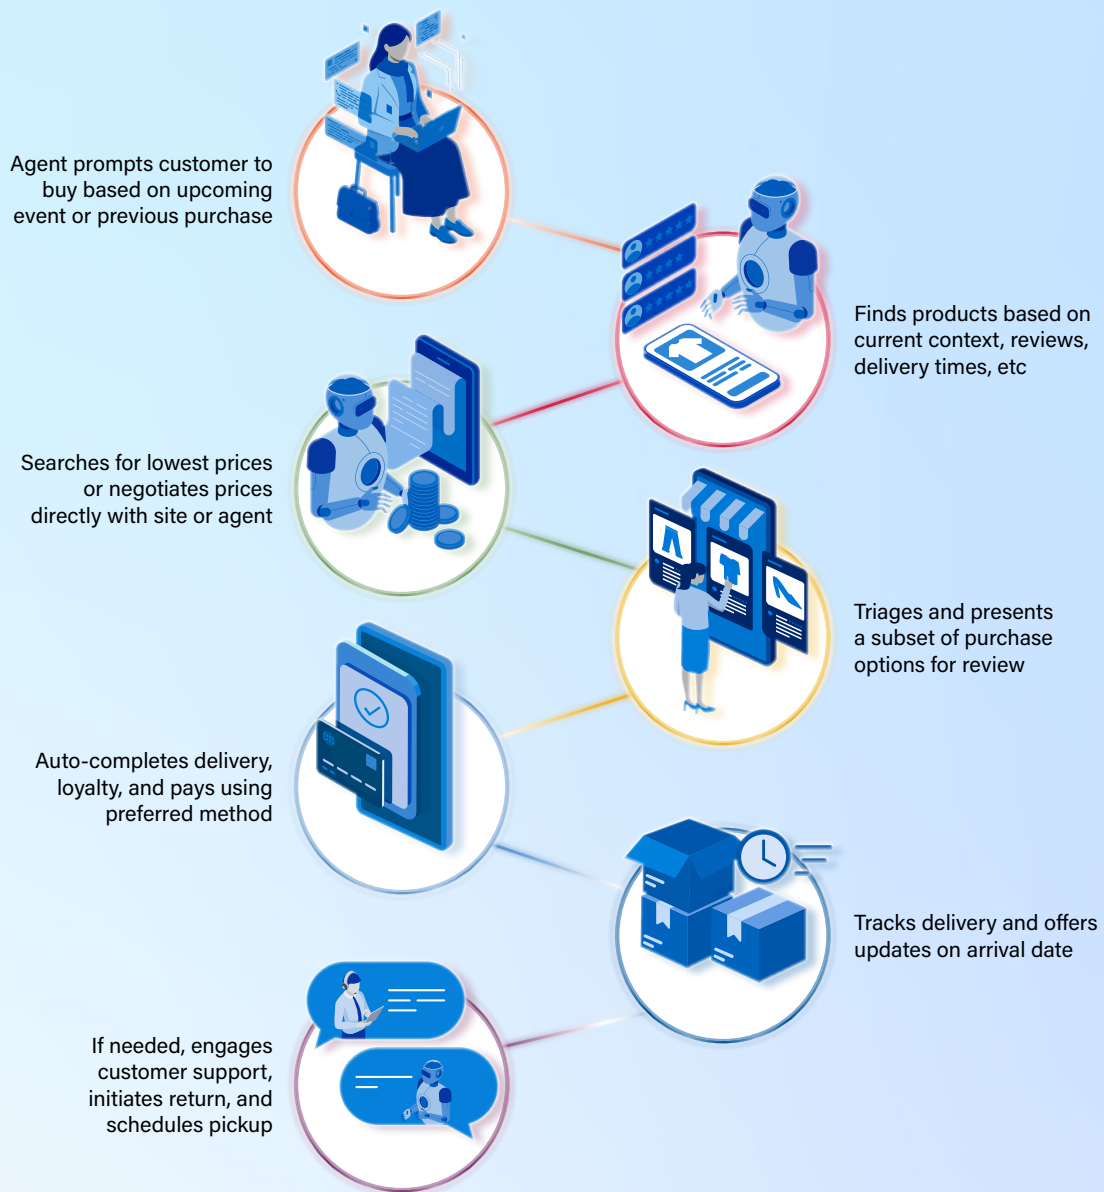 Agent prompts customer to
buy based on upcoming
event or previous purchase
Finds products based on
current context, reviews,
delivery times, etc
Searches for lowest prices
or negotiates prices
directly with site or agent
Triages and presents
a subset of purchase
options for review
Auto-completes delivery,
loyalty, and pays using
preferred method
Tracks delivery and offers
updates on arrival date
If needed, engages
customer support,
initiates return, and
schedules pickup